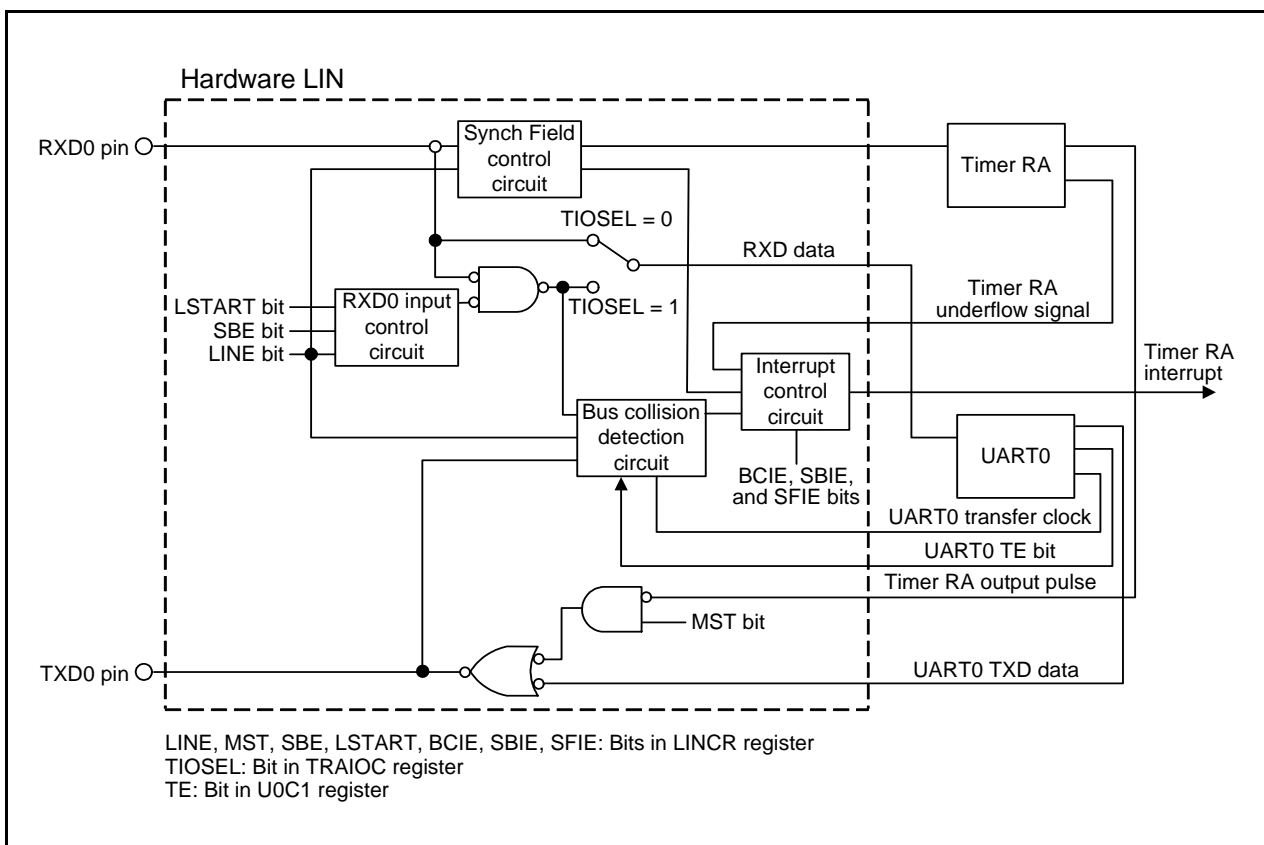 Hardware LIN
RXD0 pin
Synch Field
control
circuit
Timer RA
TIOSEL = 0
RXD data
LSTART bit
SBE bit
LINE bit
RXD0 input
control
circuit
TIOSEL = 1
Timer RA
underflow signal
Interrupt
control
circuit
Timer RA
interrupt
Bus collision
detection
circuit
BCIE, SBIE,
and SFIE bits
UART0
UART0 transfer clock
UART0 TE bit
Timer RA output pulse
MST bit
TXD0 pin
UART0 TXD data
LINE, MST, SBE, LSTART, BCIE, SBIE, SFIE: Bits in LINCR register
TIOSEL: Bit in TRAIOC register
TE: Bit in U0C1 register